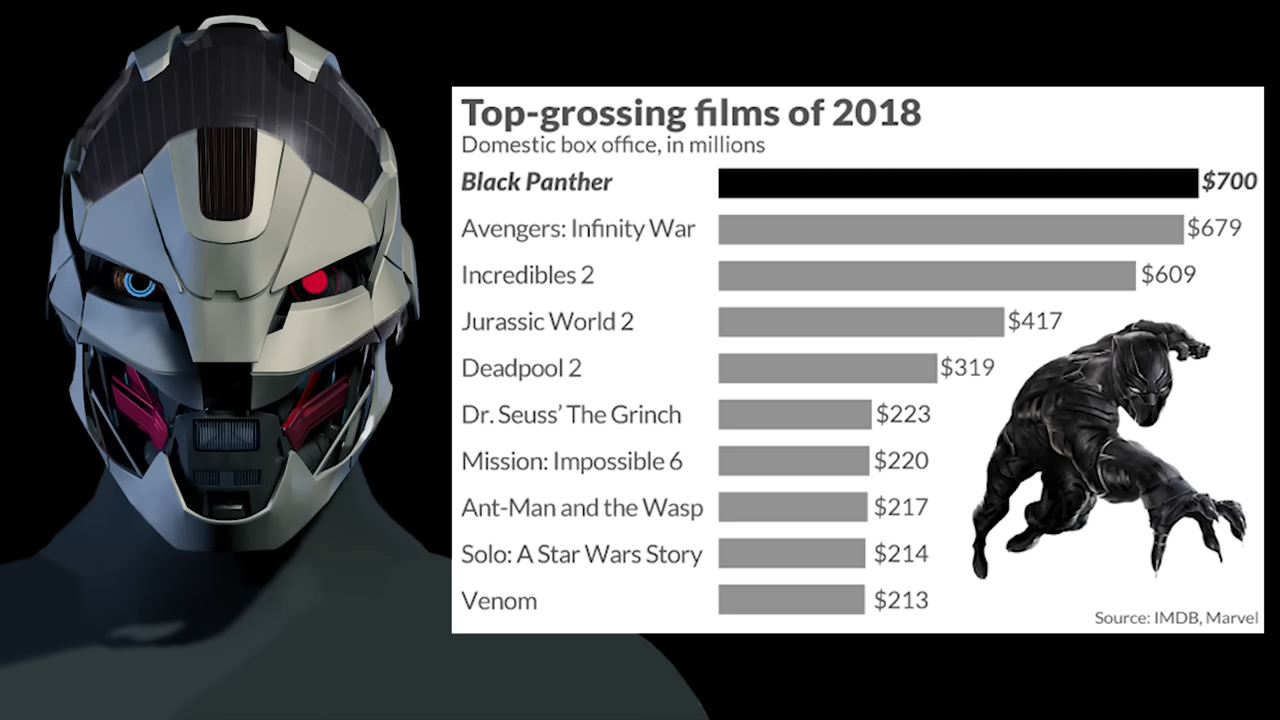 Top-grossing films of 2018
Domestic box office, in millions
Black Panther $700
Avengers: Infinity War $679
Incredibles 2 $609
Jurassic World 2 $417
Deadpool 2 $319
Dr. Seuss’ The Grinch $223
Mission: Impossible 6 $220
Ant-Man and the Wasp $217
Solo: A Star Wars Story $214
Venom $213
Source: IMDB, Marvel